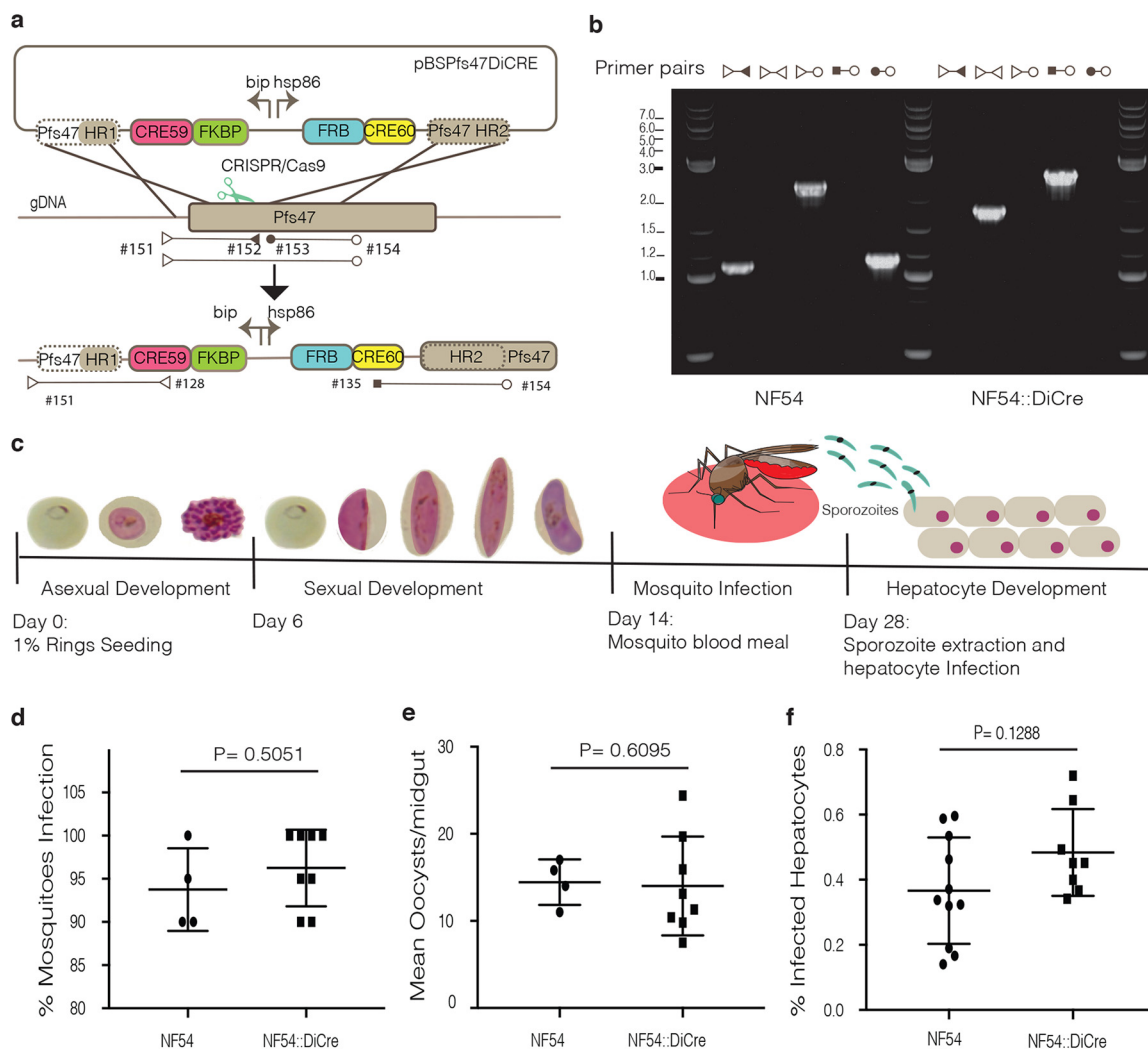 a
pBSPfs47DiCRE
bip hsp86
Pfs47 HR1 CRE59 FKBP FRB CRE60 Pfs47 HR2
CRISPR/Cas9
gDNA
Pfs47
#151 #152 #153 #154
bip hsp86
Pfs47 HR1 CRE59 FKBP FRB CRE60 HR2 Pfs47
#151 #128 #135 #154
b
Primer pairs
7.0
6.0
5.0
4.0
3.0
2.0
1.5
1.2
1.0
NF54 NF54::DiCre
c
Sporozoites
Asexual Development Sexual Development Mosquito Infection Hepatocyte Development
Day 0:
1% Rings Seeding
Day 6
Day 14:
Mosquito blood meal
Day 28:
Sporozoite extraction and
hepatocyte Infection
d
% Mosquitoes Infection
P= 0.5051
105
100
95
90
85
80
NF54 NF54::DiCre
e
Mean Oocysts/midgut
P= 0.6095
30
20
10
0
NF54 NF54::DiCre
f
% Infected Hepatocytes
P= 0.1288
0.8
0.6
0.4
0.2
0.0
NF54 NF54::DiCre